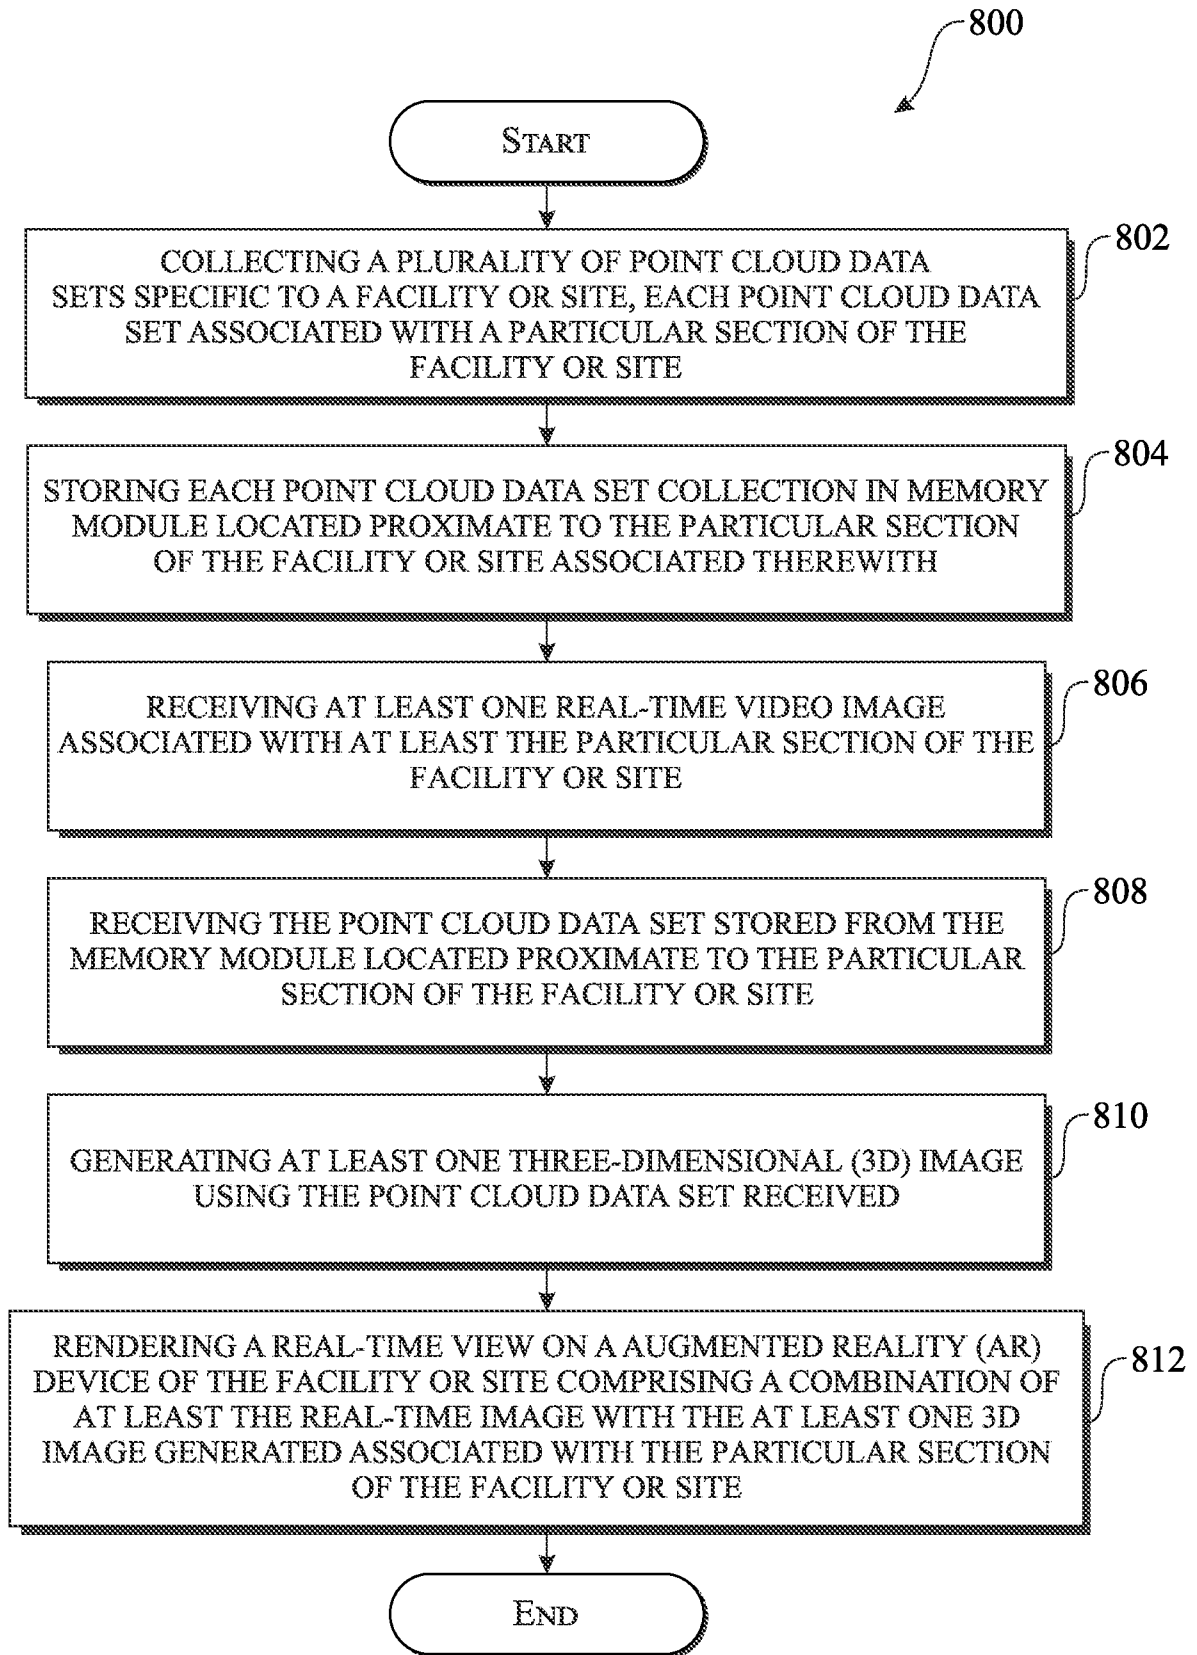 800
START
COLLECTING A PLURALITY OF POINT CLOUD DATA
SETS SPECIFIC TO A FACILITY OR SITE, EACH POINT CLOUD DATA
SET ASSOCIATED WITH A PARTICULAR SECTION OF THE
FACILITY OR SITE
802
STORING EACH POINT CLOUD DATA SET COLLECTION IN MEMORY
MODULE LOCATED PROXIMATE TO THE PARTICULAR SECTION
OF THE FACILITY OR SITE ASSOCIATED THEREWITH
804
RECEIVING AT LEAST ONE REAL-TIME VIDEO IMAGE
ASSOCIATED WITH AT LEAST THE PARTICULAR SECTION OF THE
FACILITY OR SITE
806
RECEIVING THE POINT CLOUD DATA SET STORED FROM THE
MEMORY MODULE LOCATED PROXIMATE TO THE PARTICULAR
SECTION OF THE FACILITY OR SITE
808
GENERATING AT LEAST ONE THREE-DIMENSIONAL (3D) IMAGE
USING THE POINT CLOUD DATA SET RECEIVED
810
RENDERING A REAL-TIME VIEW ON A AUGMENTED REALITY (AR)
DEVICE OF THE FACILITY OR SITE COMPRISING A COMBINATION OF
AT LEAST THE REAL-TIME IMAGE WITH THE AT LEAST ONE 3D
IMAGE GENERATED ASSOCIATED WITH THE PARTICULAR SECTION
OF THE FACILITY OR SITE
812
END